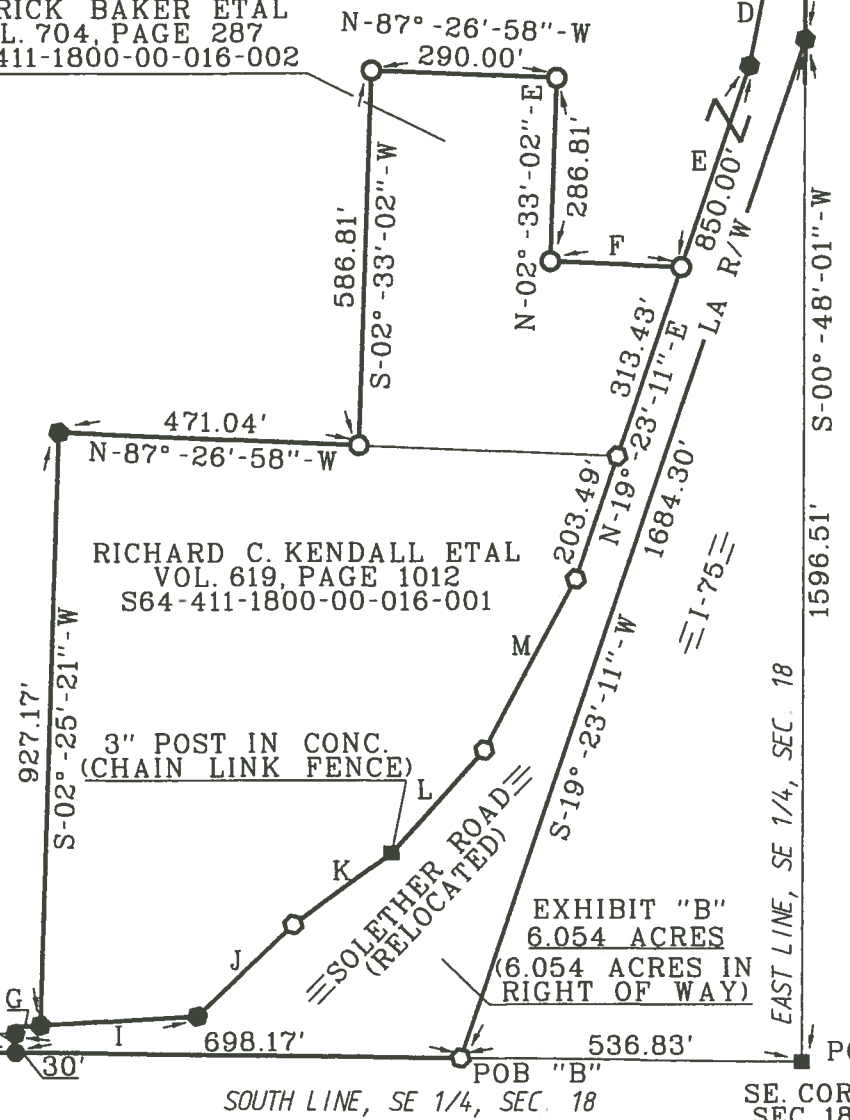 RICK BAKER ETAL
L. 704, PAGE 287
411-1800-00-016-002
N-87° -26'-58"-W
290.00'
D
586.81'
S-02° -33'-02"-W
N-02° -33'-02"-E
286.81'
F
E
850.00'
LA R/W
S-00° -48'-01"-W
1596.51'
313.43'
N-19° -23'-11"-E
203.49'
1684.30'
S-19° -23'-11"-W
471.04'
N-87° -26'-58"-W
RICHARD C. KENDALL ETAL
VOL. 619, PAGE 1012
S64-411-1800-00-016-001
=I-75=
M
927.17'
S-02° -25'-21"-W
3" POST IN CONC.
(CHAIN LINK FENCE)
L
K
J
=SOLETHER ROAD=
(RELOCATED)
EXHIBIT "B"
6.054 ACRES
(6.054 ACRES IN
RIGHT OF WAY)
EAST LINE, SE 1/4, SEC. 18
G
I
30'
698.17'
536.83'
POB "B"
SOUTH LINE, SE 1/4, SEC. 18
SE. COR
SEC. 18